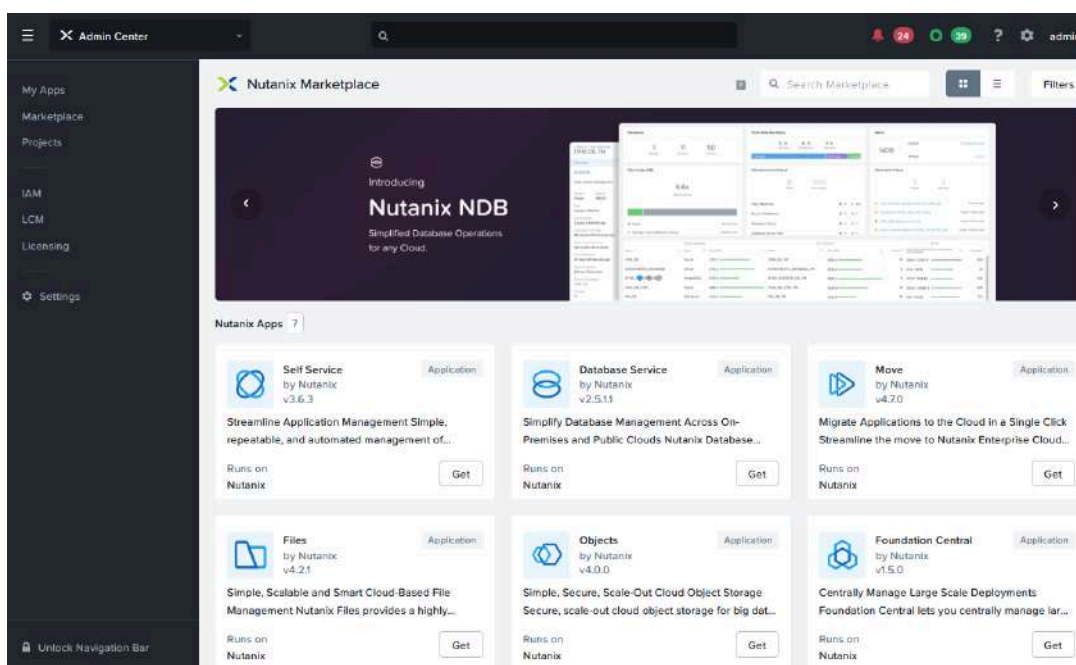 Admin Center
24
39
?
admi
My Apps
Marketplace
Projects
IAM
LCM
Licensing
Settings
Unlock Navigation Bar
Nutanix Marketplace
Search Marketplace
Filters
Introducing
Nutanix NDB
Simplified Database Operations
for any Cloud.
NDB
Nutanix Apps 7
Self Service
by Nutanix
v3.6.3
Application
Streamline Application Management Simple,
repeatable, and automated management of...
Runs on
Nutanix
Get
Database Service
by Nutanix
v2.5.1.1
Application
Simplify Database Management Across On-
Premises and Public Clouds Nutanix Database...
Runs on
Nutanix
Get
Move
by Nutanix
v4.7.0
Application
Migrate Applications to the Cloud in a Single Click
Streamline the move to Nutanix Enterprise Cloud...
Runs on
Nutanix
Get
Files
by Nutanix
v4.2.1
Application
Simple, Scalable and Smart Cloud-Based File
Management Nutanix Files provides a highly...
Runs on
Nutanix
Get
Objects
by Nutanix
v4.0.0
Application
Simple, Secure, Scale-Out Cloud Object Storage
Secure, scale-out cloud object storage for big dat...
Runs on
Nutanix
Get
Foundation Central
by Nutanix
v1.5.0
Application
Centrally Manage Large Scale Deployments
Foundation Central lets you centrally manage lar...
Runs on
Nutanix
Get